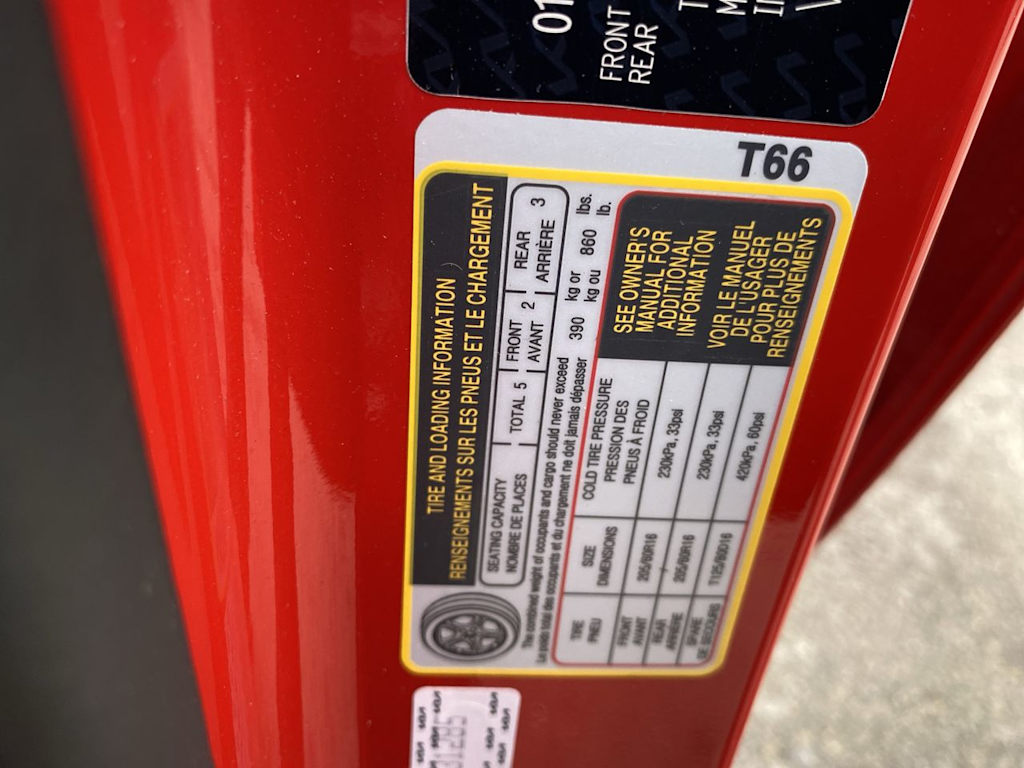 01
FRONT
REAR
T66
TIRE AND LOADING INFORMATION
RENSEIGNEMENTS SUR LES PNEUS ET LE CHARGEMENT
SEATING CAPACITY
NOMBRE DE PLACES
TOTAL 5
FRONT
AVANT 2
REAR
ARRIÈRE 3
The combined weight of occupants and cargo should never exceed 390 kg or 860 lbs.
Le poids total des occupants et du chargement ne doit jamais dépasser kg ou lb.
TIRE SIZE COLD TIRE PRESSURE
PNEU DIMENSIONS PRESSION DES
PNEUS À FROID
FRONT
AVANT 205/60R16 230kPa, 33psi
REAR
ARRIÈRE 205/60R16 230kPa, 33psi
SPARE
DE SECOURS T125/80D16 420kPa, 60psi
SEE OWNER'S
MANUAL FOR
ADDITIONAL
INFORMATION
VOIR LE MANUEL
DE L'USAGER
POUR PLUS DE
RENSEIGNEMENTS